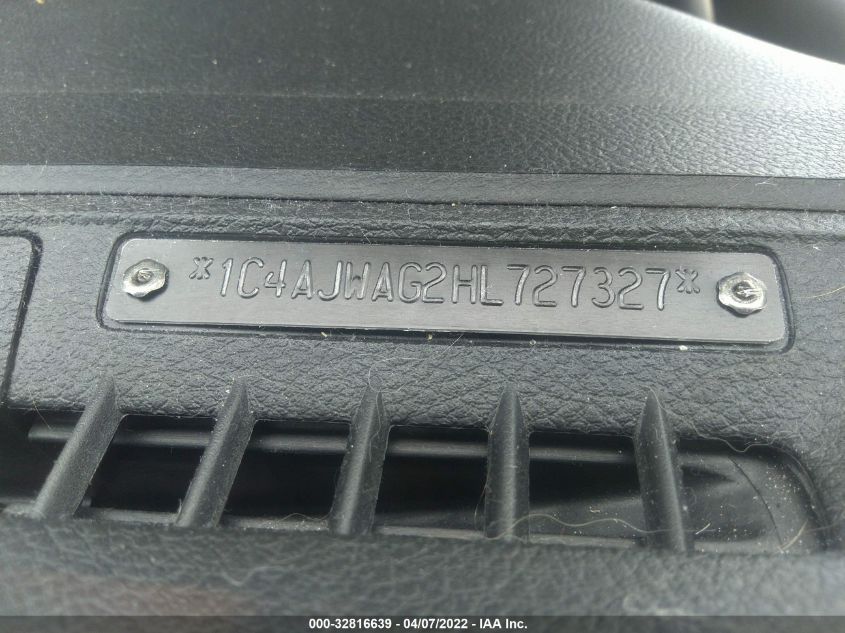 *1C4AJWAG2HL727327*
000-32816639 - 04/07/2022 - IAA Inc.